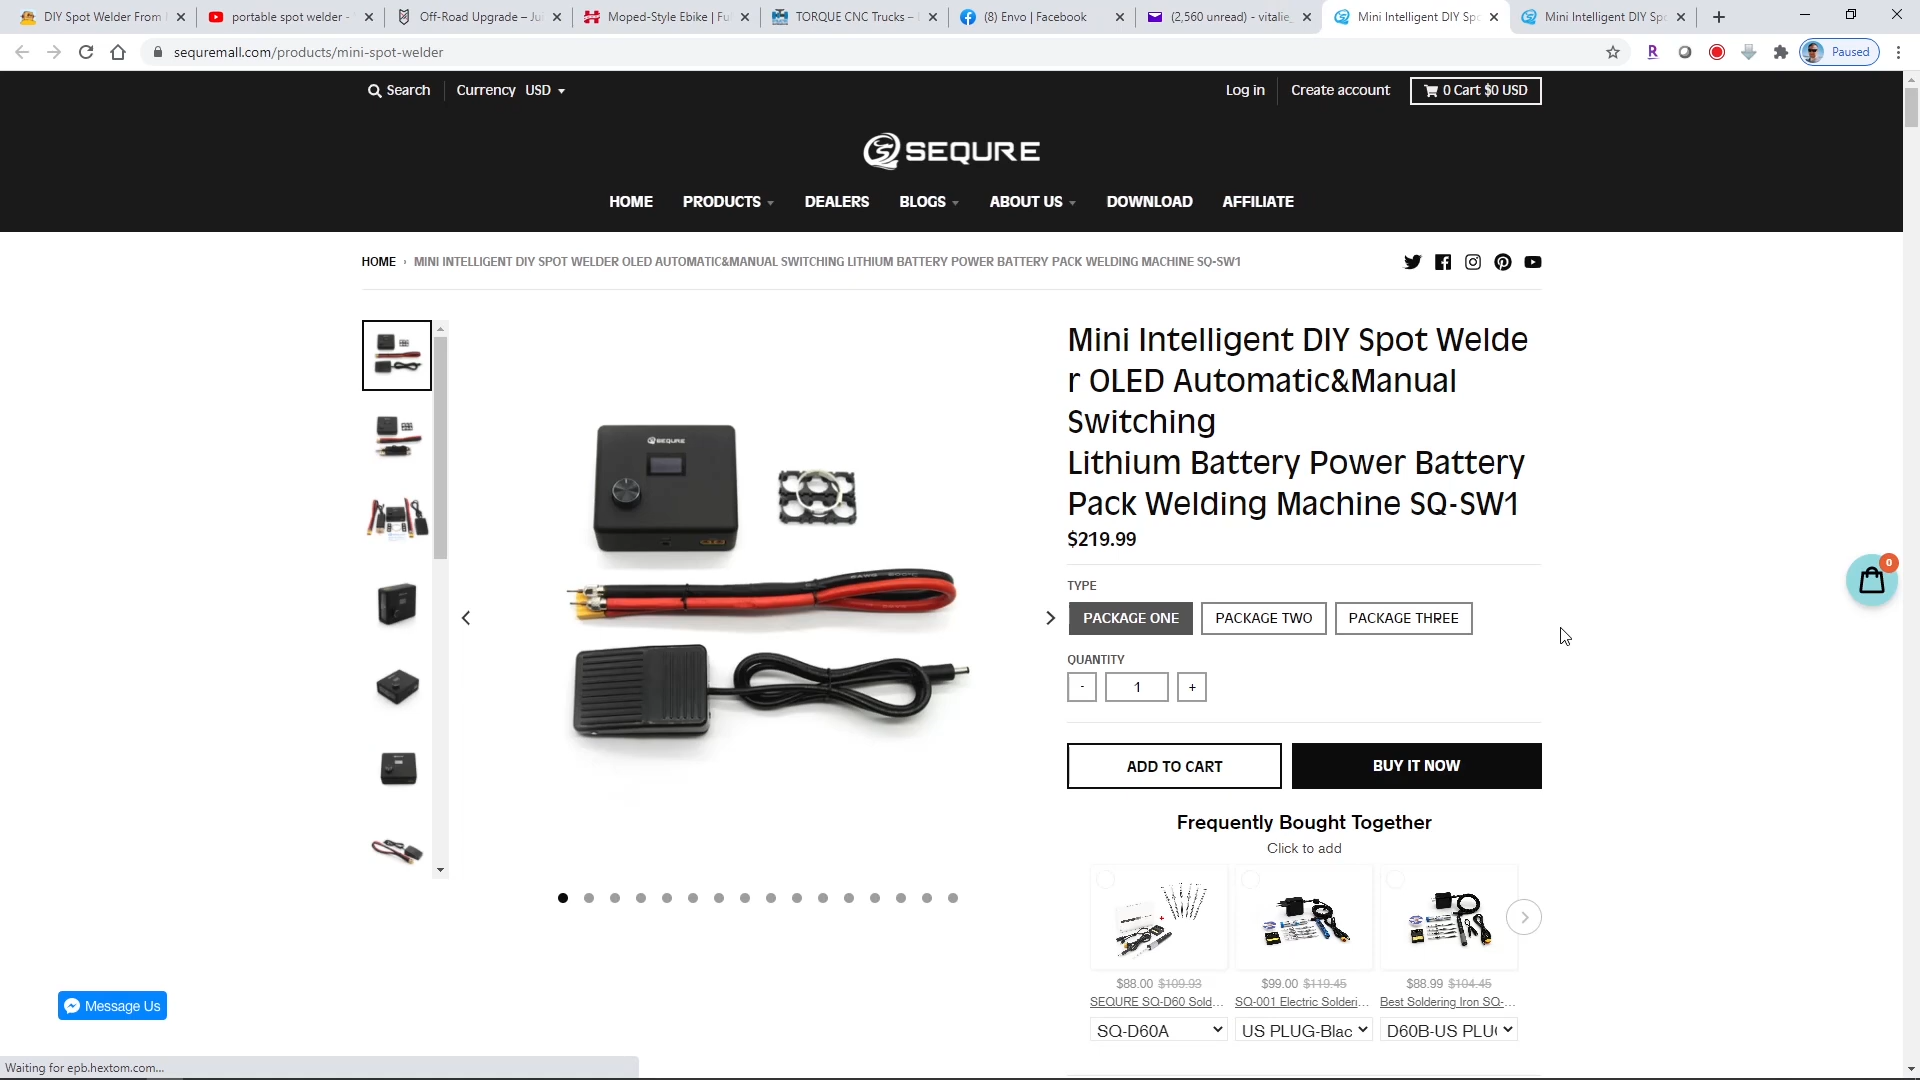 DIY Spot Welder From
portable spot welder -
Off-Road Upgrade – Ju
Moped-Style Ebike | Fu
TORQUE CNC Trucks –
(8) Envo | Facebook
(2,560 unread) - vitalie_
Mini Intelligent DIY Spo
Mini Intelligent DIY Spo
sequremall.com/products/mini-spot-welder
R
Paused
Search
Currency USD
Log in
Create account
0 Cart $0 USD
SEQURE
HOME PRODUCTS DEALERS BLOGS ABOUT US DOWNLOAD AFFILIATE
HOME › MINI INTELLIGENT DIY SPOT WELDER OLED AUTOMATIC&MANUAL SWITCHING LITHIUM BATTERY POWER BATTERY PACK WELDING MACHINE SQ-SW1
SEQURE
Mini Intelligent DIY Spot Welde
r OLED Automatic&Manual
Switching
Lithium Battery Power Battery
Pack Welding Machine SQ-SW1
$219.99
TYPE
PACKAGE ONE PACKAGE TWO PACKAGE THREE
QUANTITY
- 1 +
0
ADD TO CART BUY IT NOW
Frequently Bought Together
Click to add
$88.00 $109.93
SEQURE SQ-D60 Sold...
SQ-D60A
$99.00 $119.45
SQ-001 Electric Solderi...
US PLUG-Blac
$88.99 $104.45
Best Soldering Iron SQ-...
D60B-US PLU
Message Us
Waiting for epb.hextom.com...